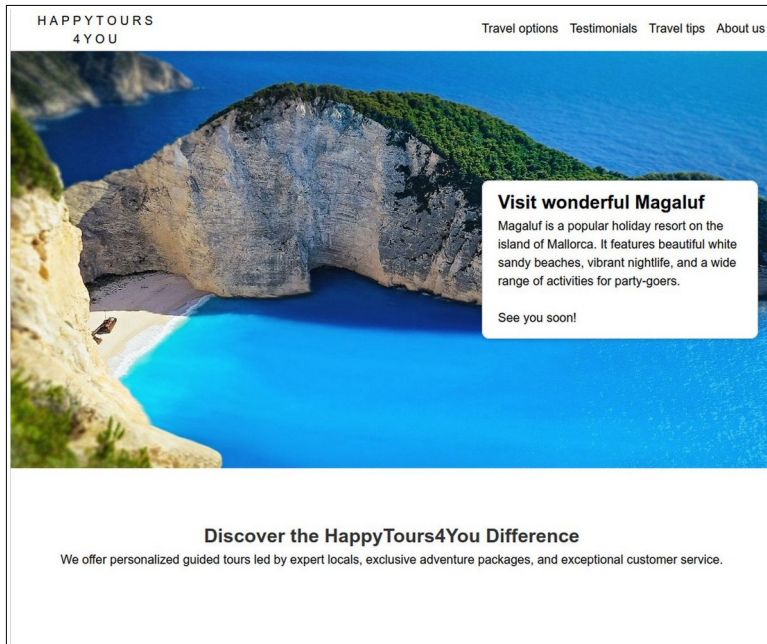 HAPPYTOURS
4YOU
Travel options Testimonials Travel tips About us
Visit wonderful Magaluf
Magaluf is a popular holiday resort on the
island of Mallorca. It features beautiful white
sandy beaches, vibrant nightlife, and a wide
range of activities for party-goers.
See you soon!
Discover the HappyTours4You Difference
We offer personalized guided tours led by expert locals, exclusive adventure packages, and exceptional customer service.